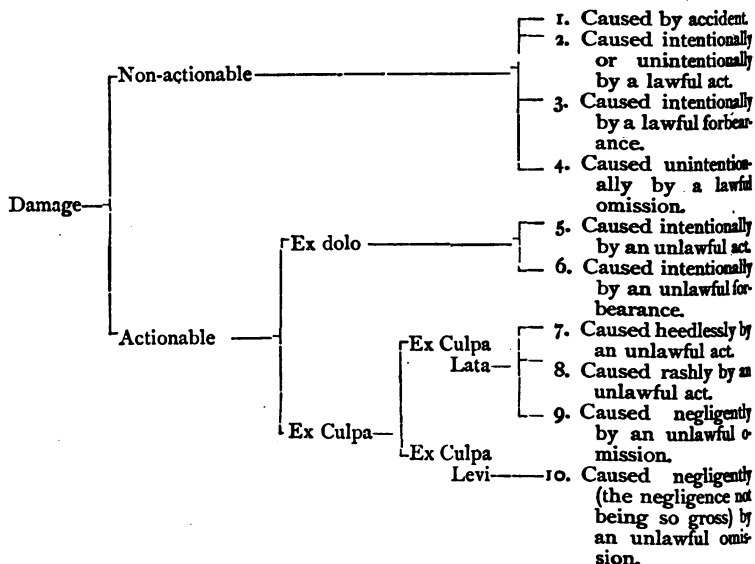 1. Caused by accident.
2. Caused intentionally
or unintentionally
by a lawful act.
Non-actionable
3. Caused intentionally
by a lawful forbear-
ance.
4. Caused unintention-
ally by a lawful
omission.
Damage
5. Caused intentionally
by an unlawful act.
Ex dolo
6. Caused intentionally
by an unlawful for-
bearance.
Actionable
7. Caused heedlessly by
an unlawful act.
Ex Culpa
Lata
8. Caused rashly by an
unlawful act.
9. Caused negligently
by an unlawful o-
mission.
Ex Culpa
Ex Culpa
Levi
10. Caused negligently
(the negligence not
being so gross) by
an unlawful omis-
sion.